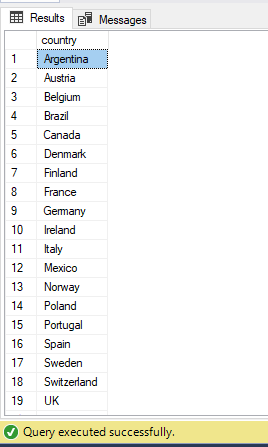 Results Messages
country
1 Argentina
2 Austria
3 Belgium
4 Brazil
5 Canada
6 Denmark
7 Finland
8 France
9 Germany
10 Ireland
11 Italy
12 Mexico
13 Norway
14 Poland
15 Portugal
16 Spain
17 Sweden
18 Switzerland
19 UK
Query executed successfully.